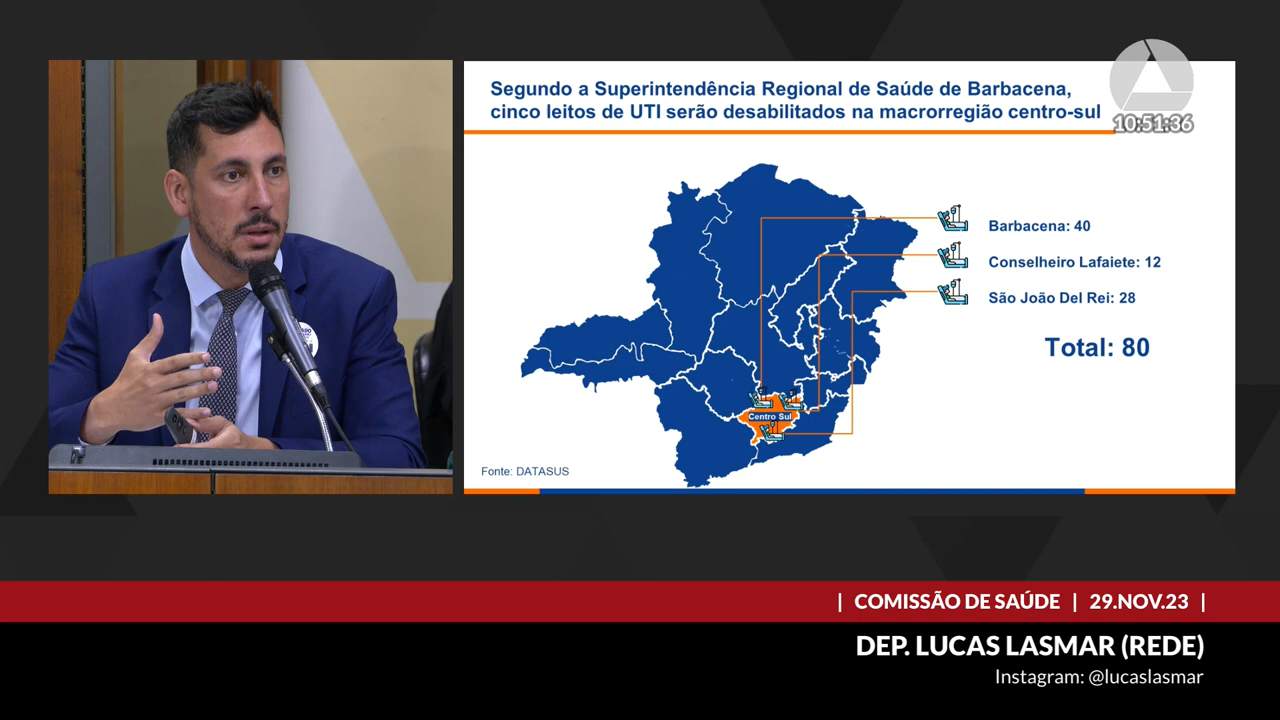 Segundo a Superintendência Regional de Saúde de Barbacena,
cinco leitos de UTI serão desabilitados na macrorregião centro-sul
10:51:36
Barbacena: 40
Conselheiro Lafaiete: 12
São João Del Rei: 28
Total: 80
Centro Sul
Fonte: DATASUS
| COMISSÃO DE SAÚDE | 29.NOV.23 |
DEP. LUCAS LASMAR (REDE)
Instagram: @lucaslasmar